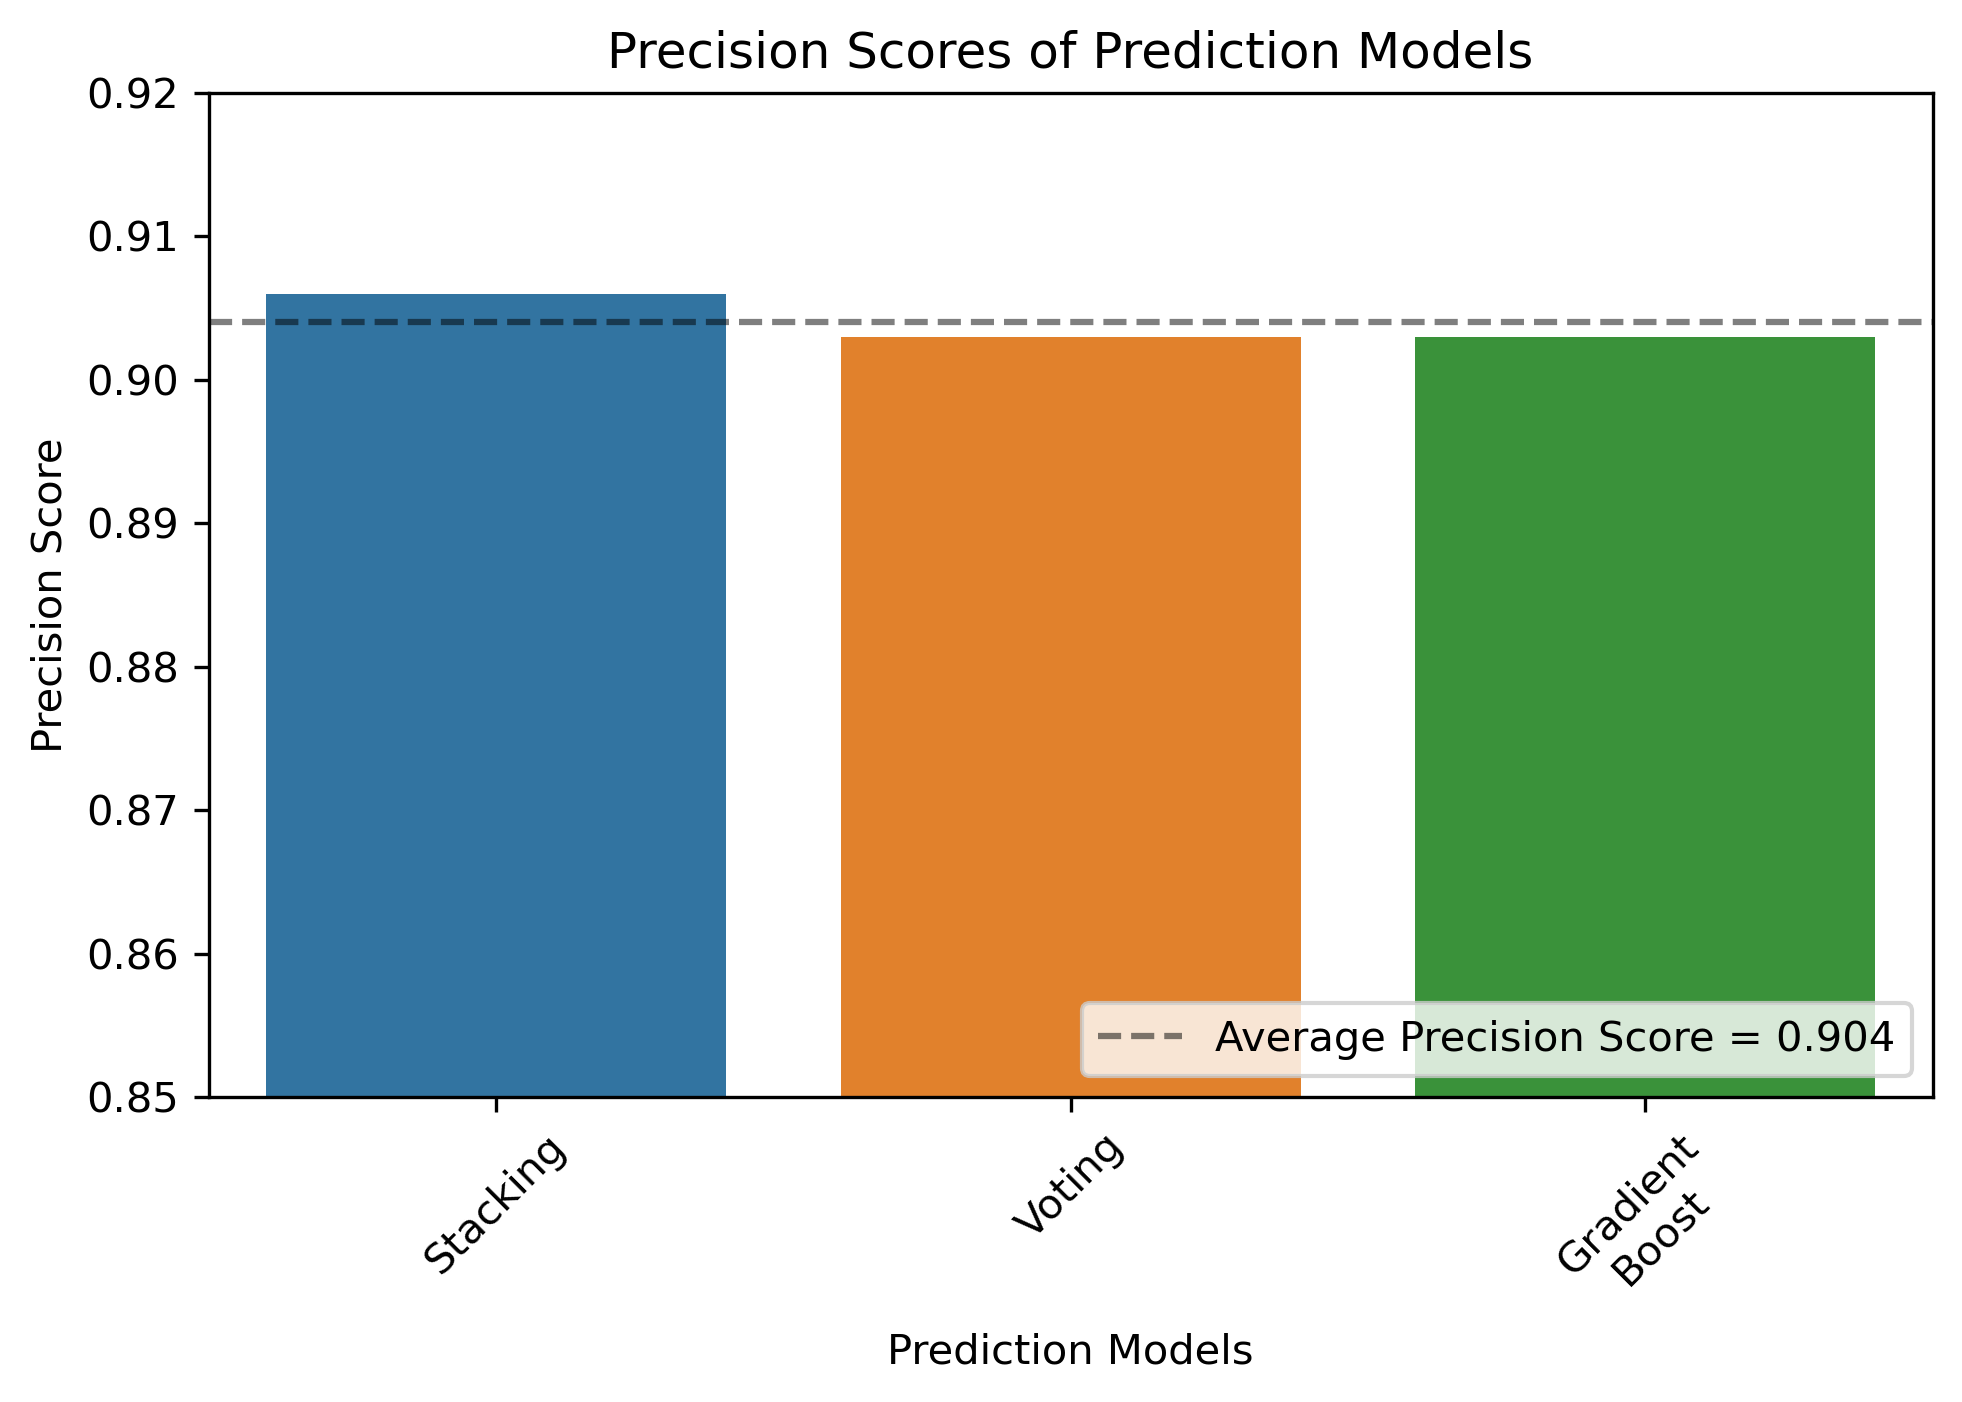 Precision Scores of Prediction Models
0.92
0.91
0.90
0.89
0.88
0.87
0.86
0.85
Precision Score
Average Precision Score = 0.904
Stacking
Voting
Gradient
Boost
Prediction Models